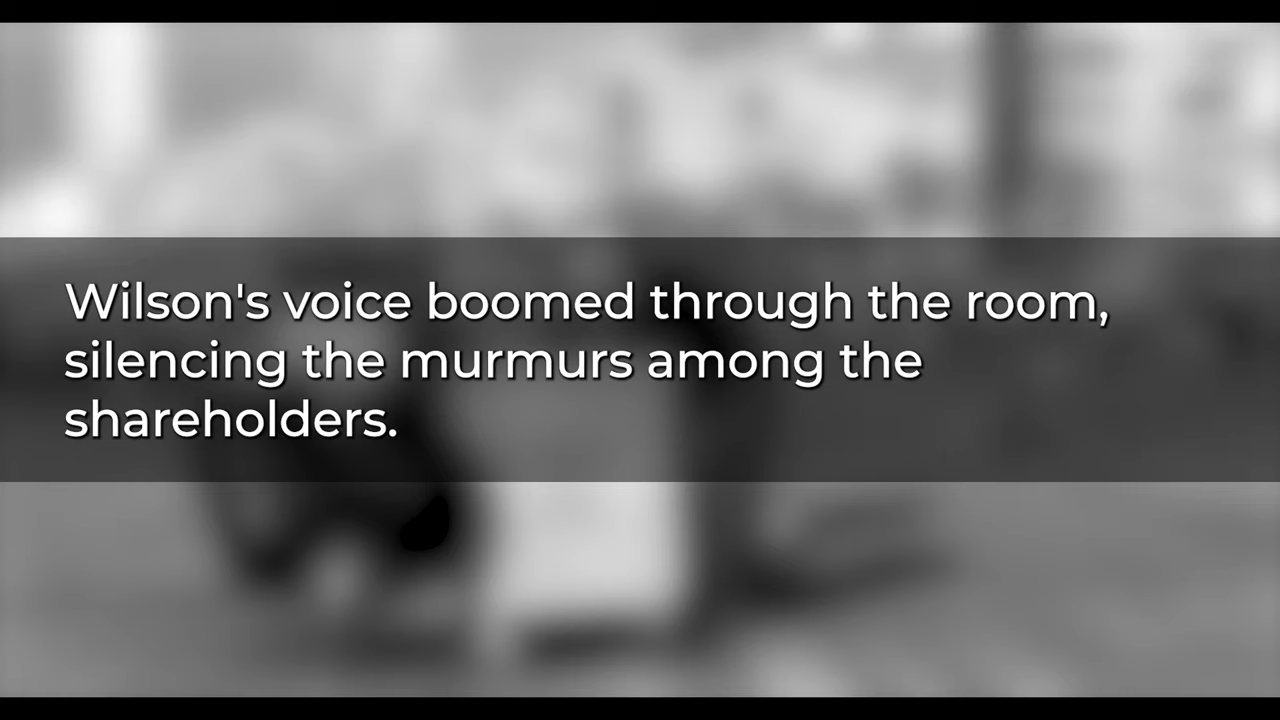 Wilson's voice boomed through the room,
silencing the murmurs among the
shareholders.